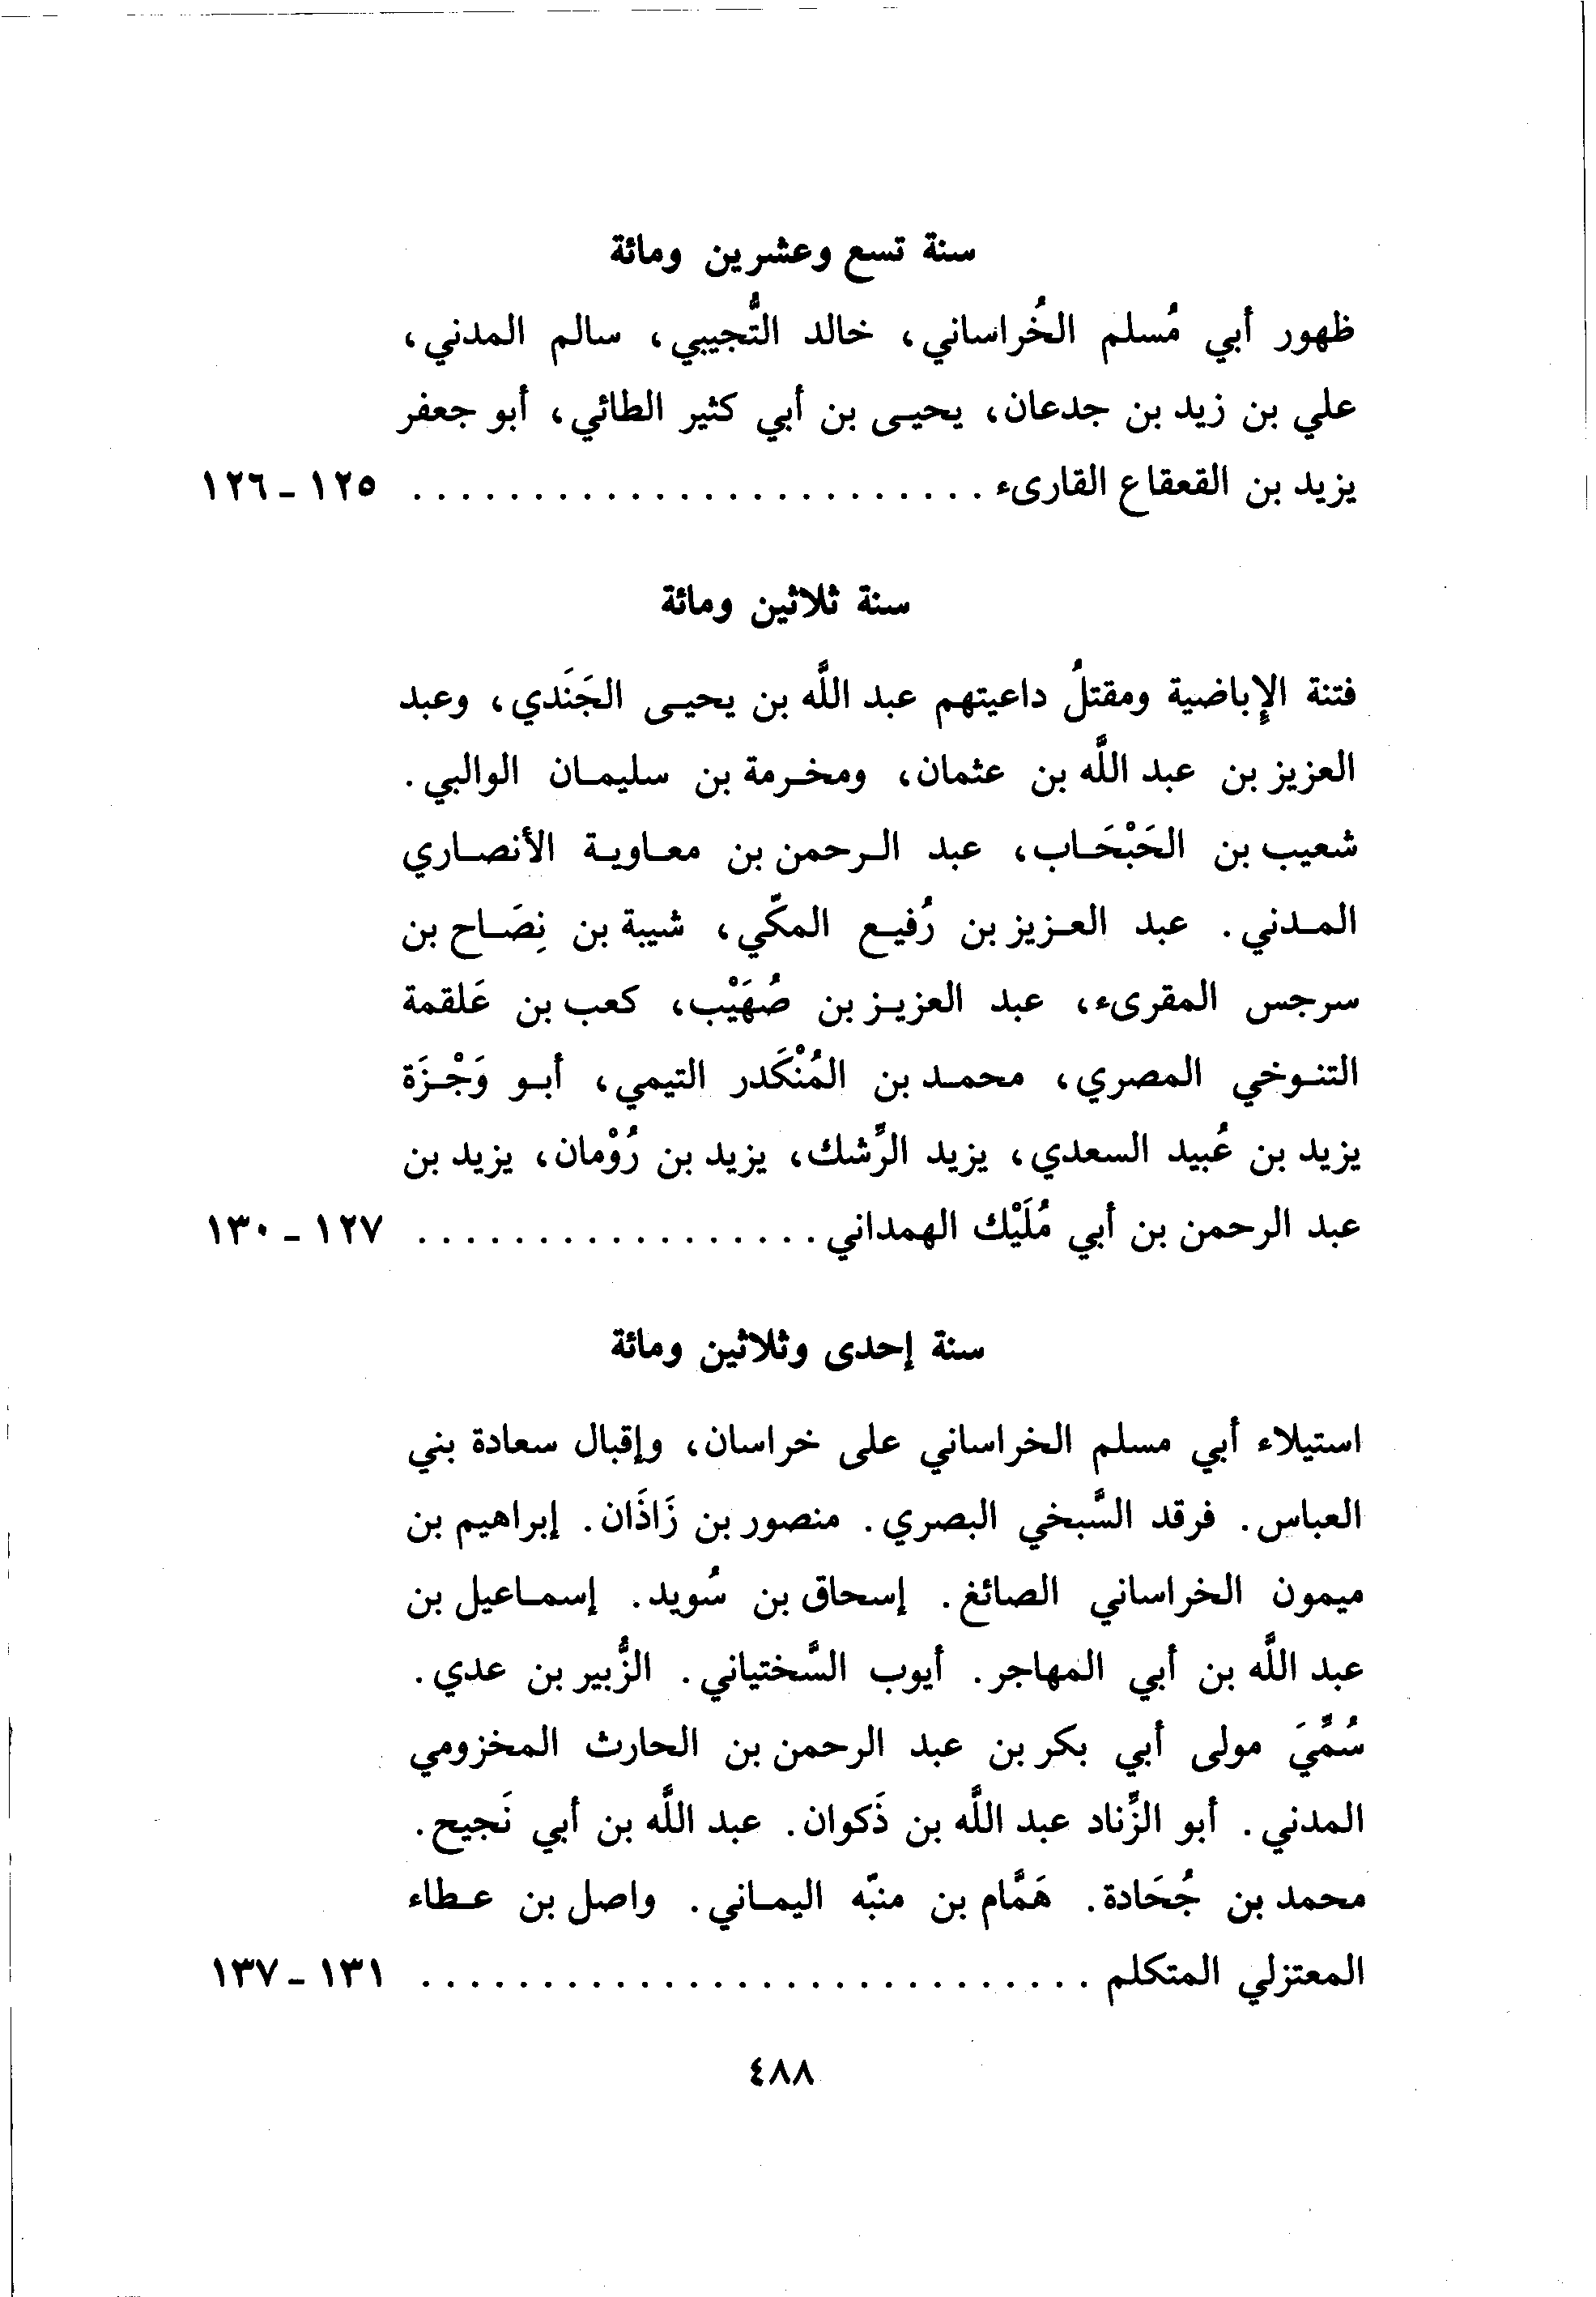 سنة تسع وعشرين ومائة
ظهور أبي مُسلم الخُراساني، خالد التُّجيبي، سالم المدني،
علي بن زيد بن جدعان، يحيى بن أبي كثير الطائي، أبو جعفر
يزيد بن القعقاع القارىء ........................ ١٢٥ - ١٢٦
سنة ثلاثين ومائة
فتنة الإِباضية ومقتلُ داعيتهم عبد اللَّه بن يحيى الجَنَدي، وعبد
العزيز بن عبد اللَّه بن عثمان، ومخرمة بن سليمان الوالبي.
شعيب بن الحَبْحَاب، عبد الرحمن بن معاوية الأنصاري
المدني. عبد العزيز بن رُفيع المكّي، شيبة بن نِصَاح بن
سرجس المقرىء، عبد العزيز بن صُهَيْب، كعب بن عَلقمة
التنوخي المصري، محمد بن المُنْكَدر التيمي، أبو وَجْزَة
يزيد بن عُبيد السعدي، يزيد الرِّشك، يزيد بن رُوْمان، يزيد بن
عبد الرحمن بن أبي مُلَيْك الهمداني ................. ١٢٧ - ١٣٠
سنة إحدى وثلاثين ومائة
استيلاء أبي مسلم الخراساني على خراسان، وإقبال سعادة بني
العباس. فرقد السَّبخي البصري. منصور بن زَاذَان. إبراهيم بن
ميمون الخراساني الصائغ. إسحاق بن سُويد. إسماعيل بن
عبد اللَّه بن أبي المهاجر. أيوب السَّختياني. الزُّبير بن عدي.
سُمِّيَ مولى أبي بكر بن عبد الرحمن بن الحارث المخزومي
المدني. أبو الزِّناد عبد اللَّه بن ذَكوان. عبد اللَّه بن أبي نَجيح.
محمد بن جُحَادة. هَمَّام بن منبّه اليماني. واصل بن عطاء
المعتزلي المتكلم ............................ ١٣١ - ١٣٧
٤٨٨